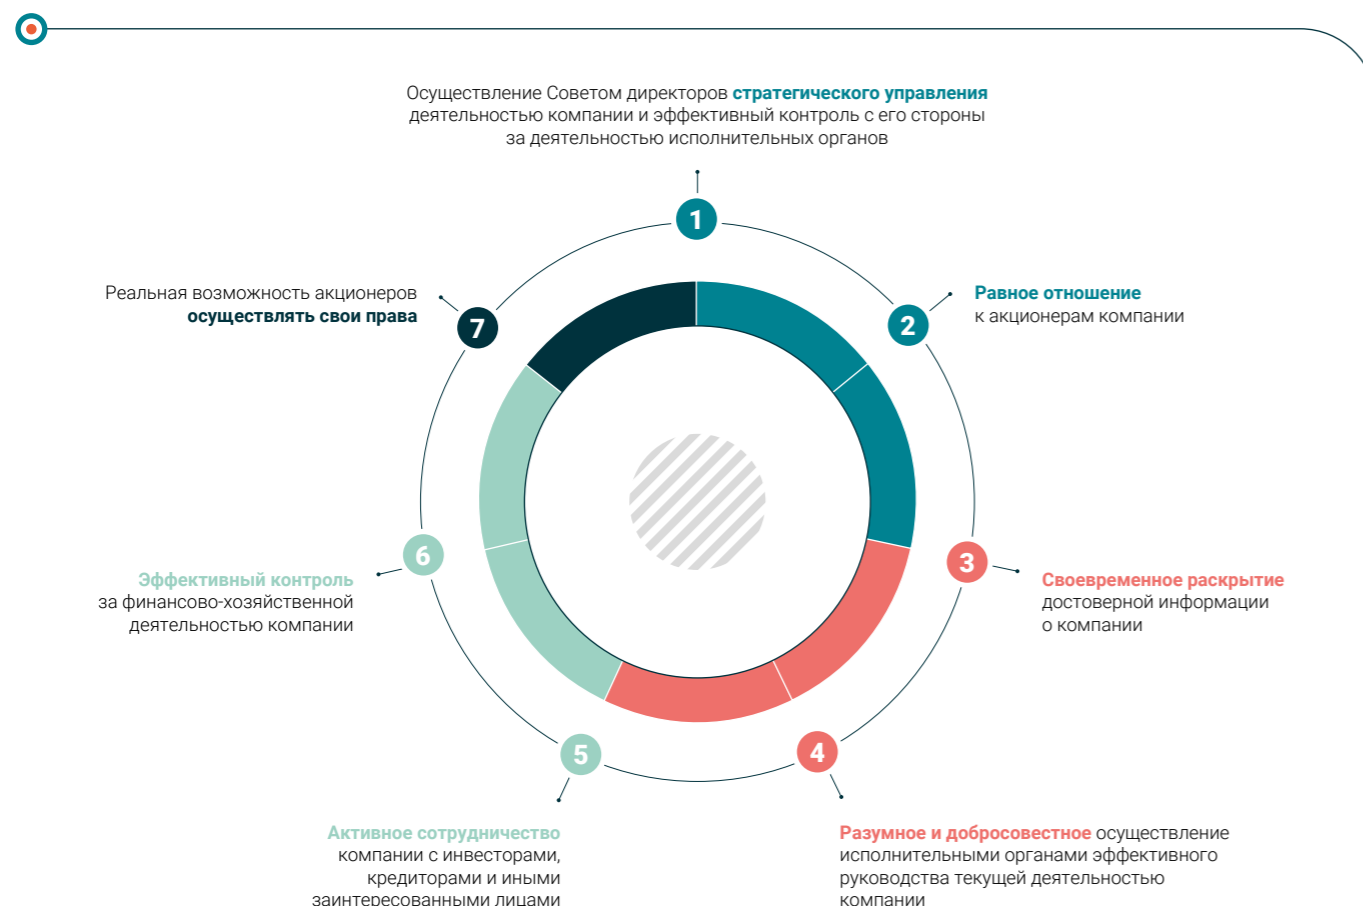 Осуществление Советом директоров стратегического управления
деятельностью компании и эффективный контроль с его стороны
за деятельностью исполнительных органов
1
2
Равное отношение
к акционерам компании
3
Своевременное раскрытие
достоверной информации
о компании
4
Разумное и добросовестное осуществление
исполнительными органами эффективного
руководства текущей деятельностью
компании
5
Активное сотрудничество
компании с инвесторами,
кредиторами и иными
заинтересованными лицами
6
Эффективный контроль
за финансово-хозяйственной
деятельностью компании
7
Реальная возможность акционеров
осуществлять свои права